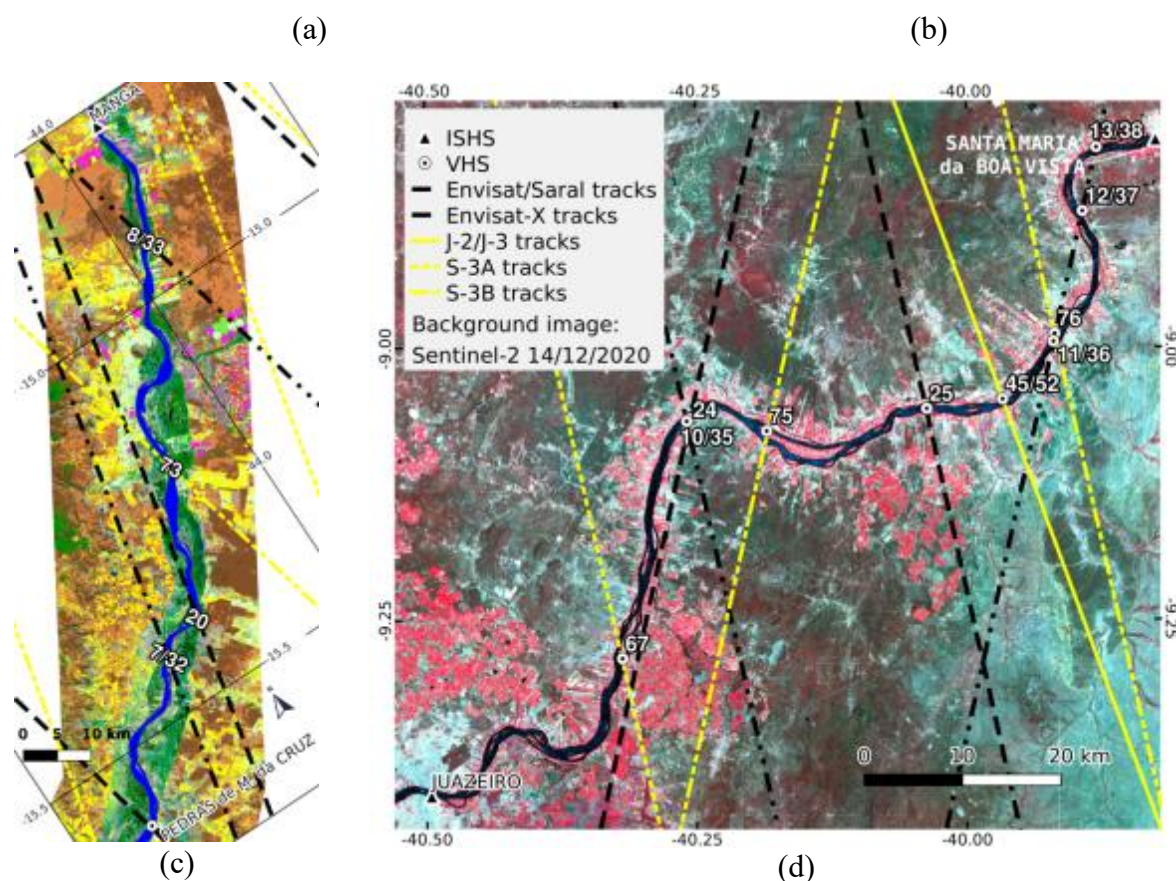 (a)
(b)
MANGA
-44.0
8/33
-15.0
-15.0
73
-44.0
20
7/32
-15.5
0 5 10 km
-15.5
PEDRAS de M. da CRUZ
(c)
-40.50
-40.25
-40.00
ISHS
VHS
Envisat/Saral tracks
Envisat-X tracks
J-2/J-3 tracks
S-3A tracks
S-3B tracks
Background image:
Sentinel-2 14/12/2020
13/38
SANTA MARIA
da BOA VISTA
12/37
76
-9.00
-9.00
11/36
45/52
25
24
75
10/35
-9.25
-9.25
67
0 10 20 km
JUAZEIRO
-40.50
-40.25
-40.00
(d)